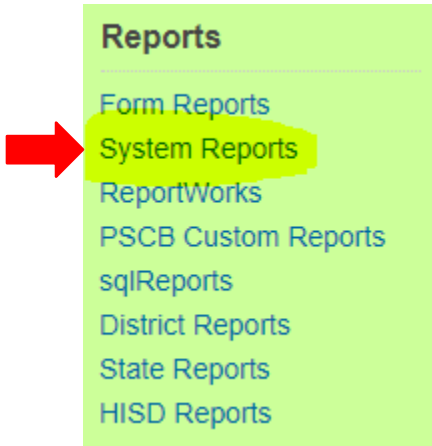 Reports
Form Reports
System Reports
ReportWorks
PSCB Custom Reports
sqlReports
District Reports
State Reports
HISD Reports